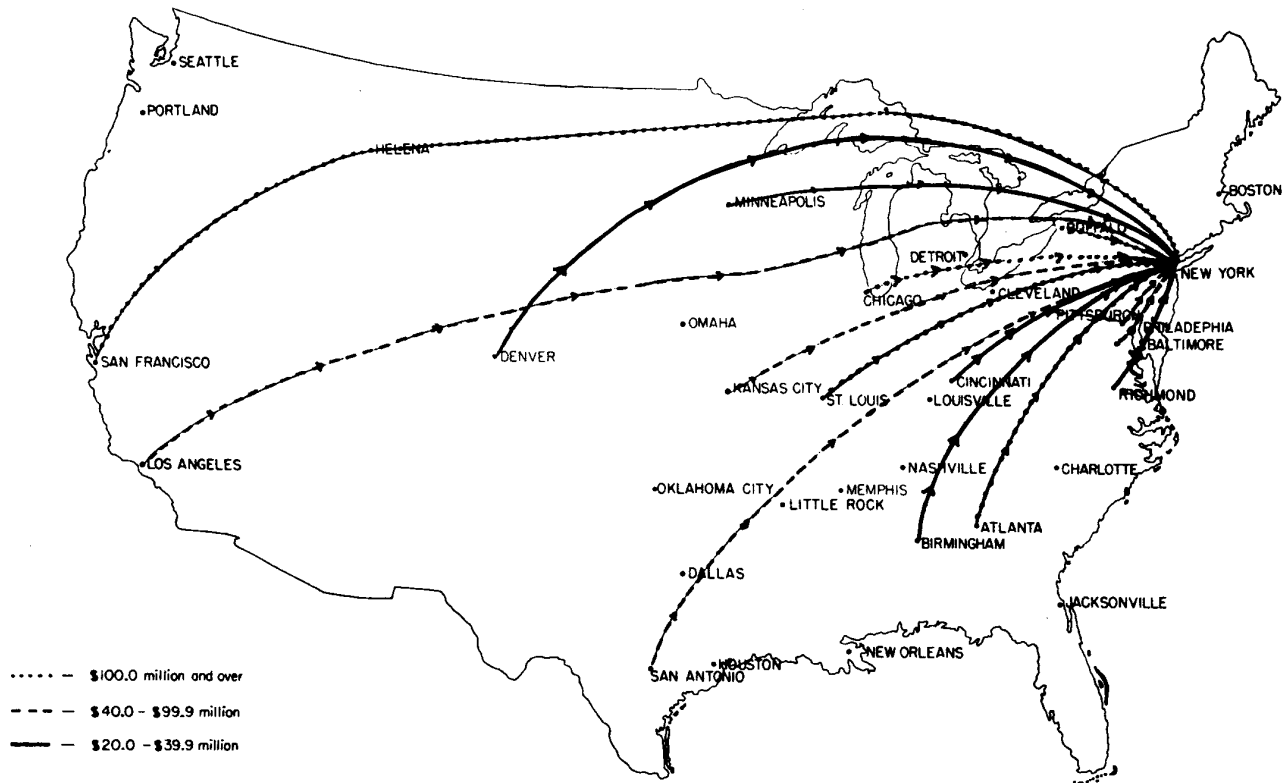 SEATTLE
PORTLAND
HELENA
MINNEAPOLIS
BOSTON
BUFFALO
DETROIT
NEW YORK
CHICAGO
CLEVELAND
PITTSBURGH
OMAHA
PHILADEPHIA
BALTIMORE
SAN FRANCISCO
DENVER
KANSAS CITY
CINCINNATI
ST LOUIS
LOUISVILLE
RICHMOND
LOS ANGELES
NASHVILLE
CHARLOTTE
OKLAHOMA CITY
MEMPHIS
LITTLE ROCK
ATLANTA
BIRMINGHAM
DALLAS
JACKSONVILLE
NEW ORLEANS
HOUSTON
SAN ANTONIO
$100.0 million and over
$40.0 - $99.9 million
$20.0 - $39.9 million